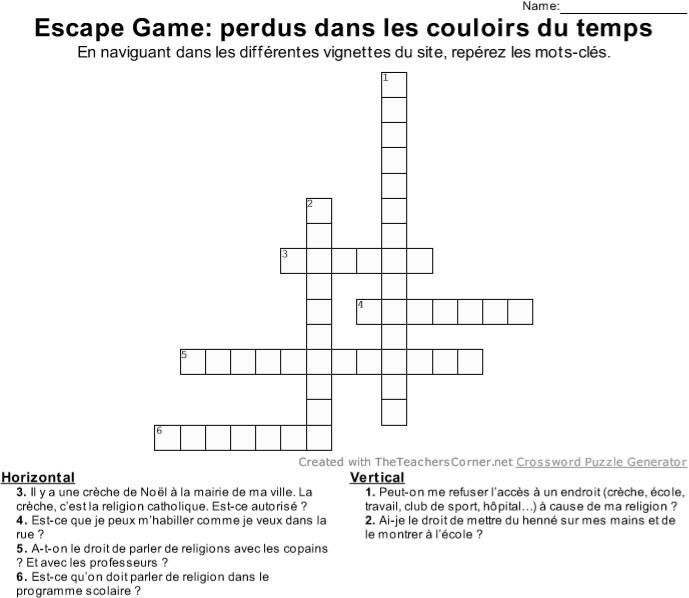 Name:
Escape Game: perdus dans les couloirs du temps
En naviguant dans les différentes vignettes du site, repérez les mots-clés.
1
2
3
4
5
6
Created with TheTeachersCorner.net Crossword Puzzle Generator
Horizontal
3. Il y a une crèche de Noël à la mairie de ma ville. La
crèche, c'est la religion catholique. Est-ce autorisé ?
4. Est-ce que je peux m'habiller comme je veux dans la
rue ?
5. A-t-on le droit de parler de religions avec les copains
? Et avec les professeurs ?
6. Est-ce qu'on doit parler de religion dans le
programme scolaire ?
Vertical
1. Peut-on me refuser l'accès à un endroit (crèche, école,
travail, club de sport, hôpital...) à cause de ma religion ?
2. Ai-je le droit de mettre du henné sur mes mains et de
le montrer à l'école ?